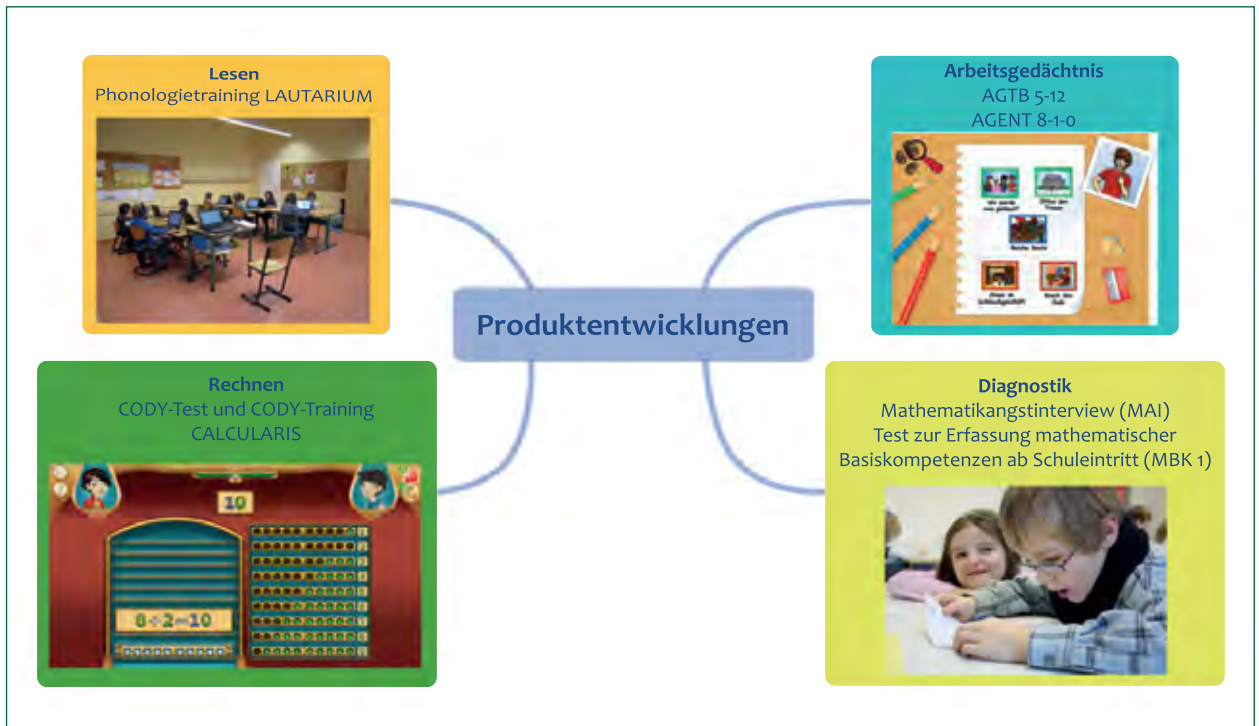 Lesen
Phonologietraining LAUTARIUM
Arbeitsgedächtnis
AGTB 5-12
AGENT 8-1-0
Produktentwicklungen
Rechnen
CODY-Test und CODY-Training
CALCULARIS
10
8+2=10
Diagnostik
Mathematikangstinterview (MAI)
Test zur Erfassung mathematischer
Basiskompetenzen ab Schuleintritt (MBK 1)